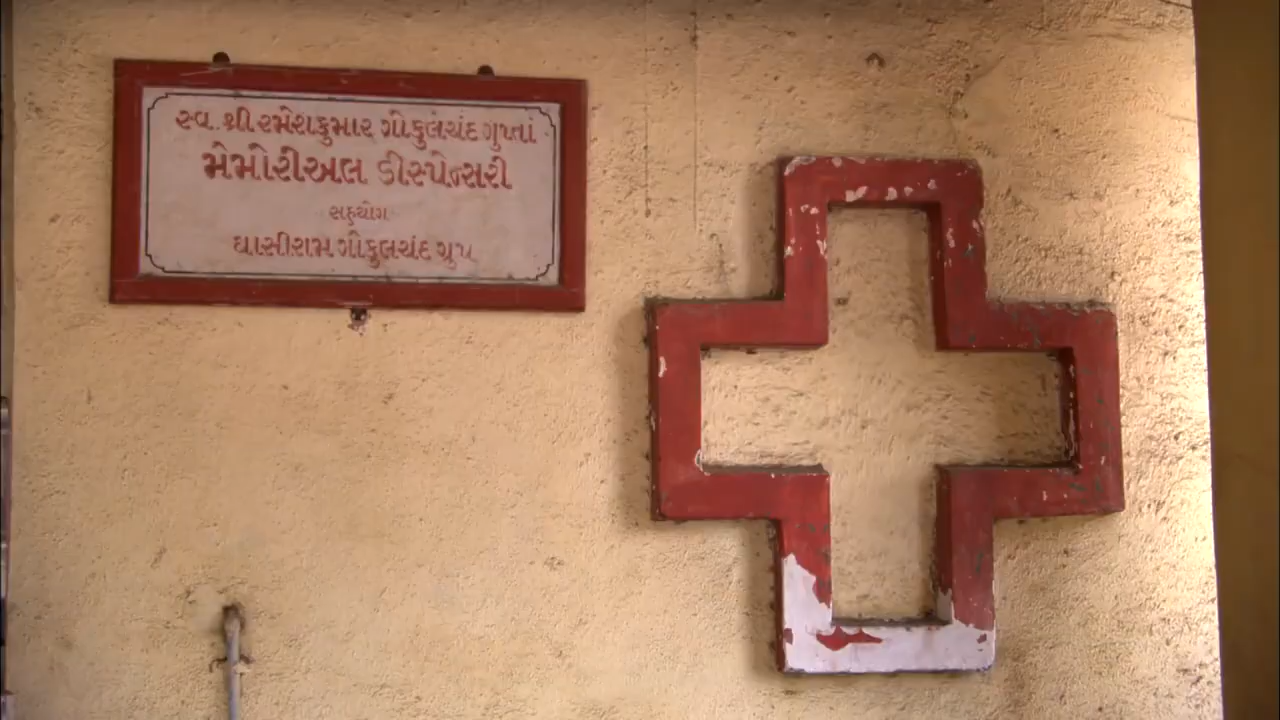 સ્વ. શ્રી રમેશકુમાર ગોકુલચંદ ગુપ્તા
મેમોરીઅલ ડીસ્પેન્સરી
સહયોગ
ઘાસીરામ ગોકુલચંદ ગ્રુપ